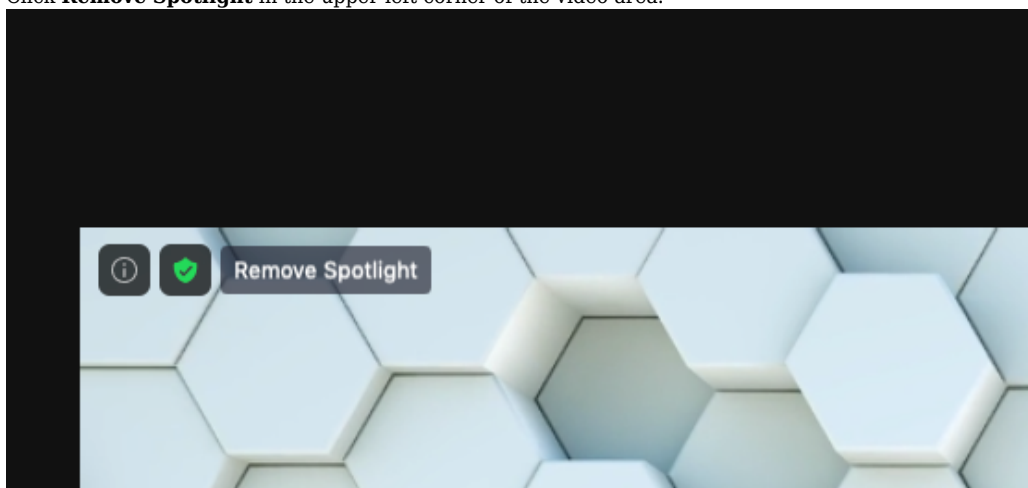 Click Remove Spotlight in the upper left corner of the video area.
Remove Spotlight